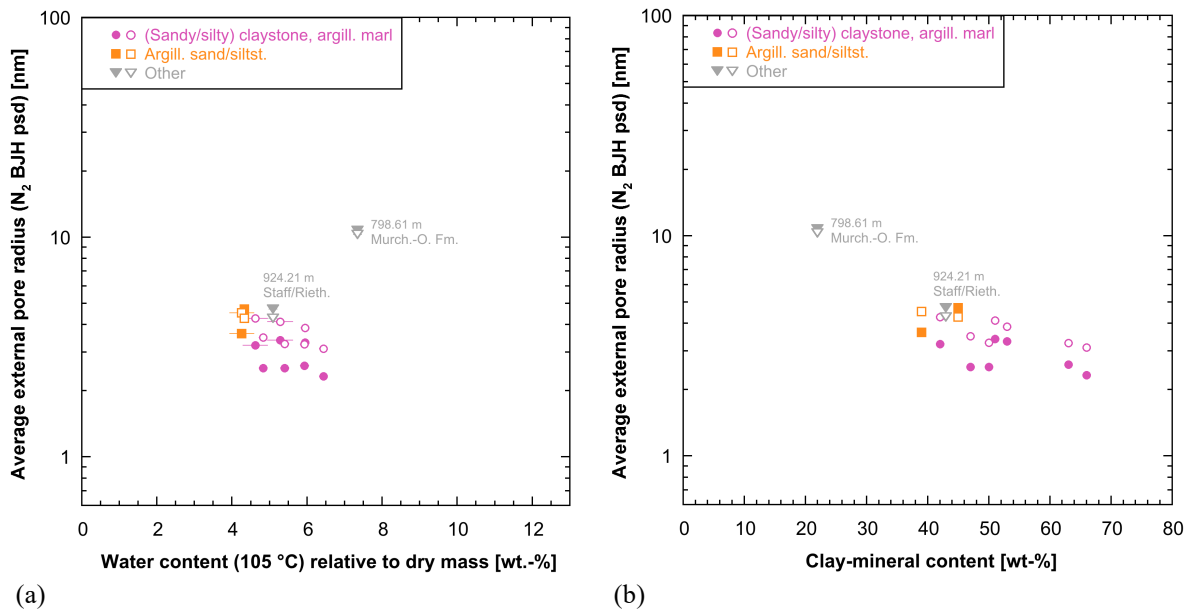 100
10
1
Average external pore radius (N₂ BJH psd) [nm]
(Sandy/silty) claystone, argill. marl
Argill. sand/siltst.
Other
798.61 m
Murch.-O. Fm.
924.21 m
Staff/Rieth.
0 2 4 6 8 10 12
Water content (105 °C) relative to dry mass [wt.-%]
(a)
100
10
1
Average external pore radius (N₂ BJH psd) [nm]
(Sandy/silty) claystone, argill. marl
Argill. sand/siltst.
Other
798.61 m
Murch.-O. Fm.
924.21 m
Staff/Rieth.
0 10 20 30 40 50 60 70 80
Clay-mineral content [wt-%]
(b)